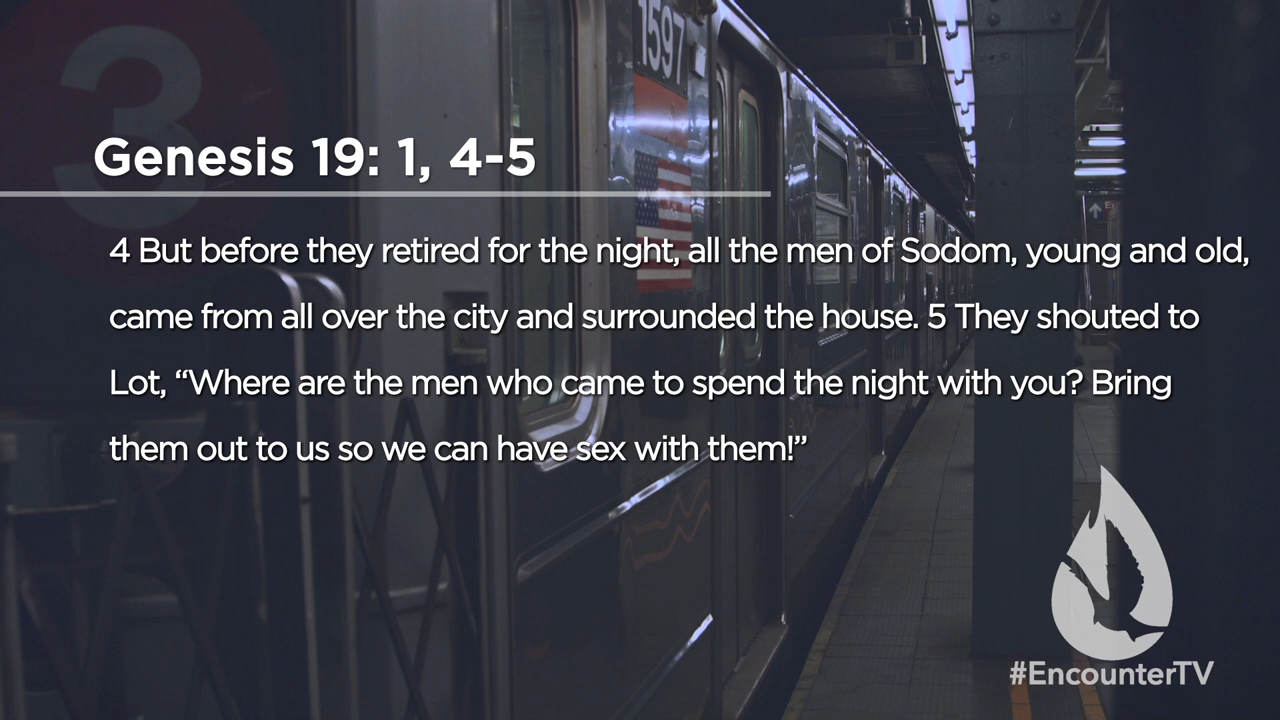 3
1597
Genesis 19: 1, 4-5
4 But before they retired for the night, all the men of Sodom, young and old,
came from all over the city and surrounded the house. 5 They shouted to
Lot, “Where are the men who came to spend the night with you? Bring
them out to us so we can have sex with them!”
#EncounterTV